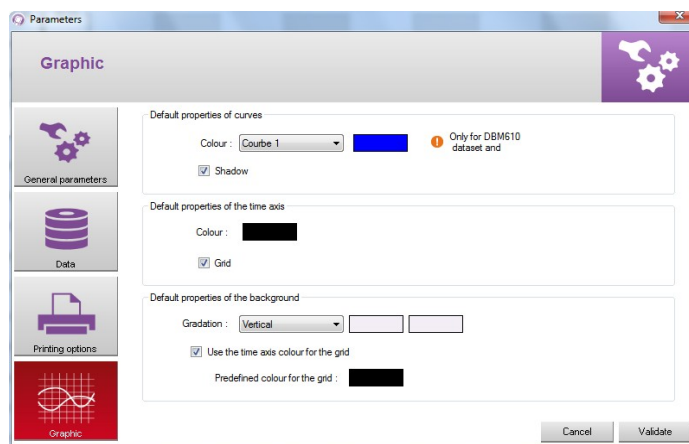 Parameters
Graphic
General parameters
Data
Printing options
Graphic
Default properties of curves
Colour : Courbe 1
Only for DBM610
dataset and
Shadow
Default properties of the time axis
Colour :
Grid
Default properties of the background
Gradation : Vertical
Use the time axis colour for the grid
Predefined colour for the grid :
Cancel Validate